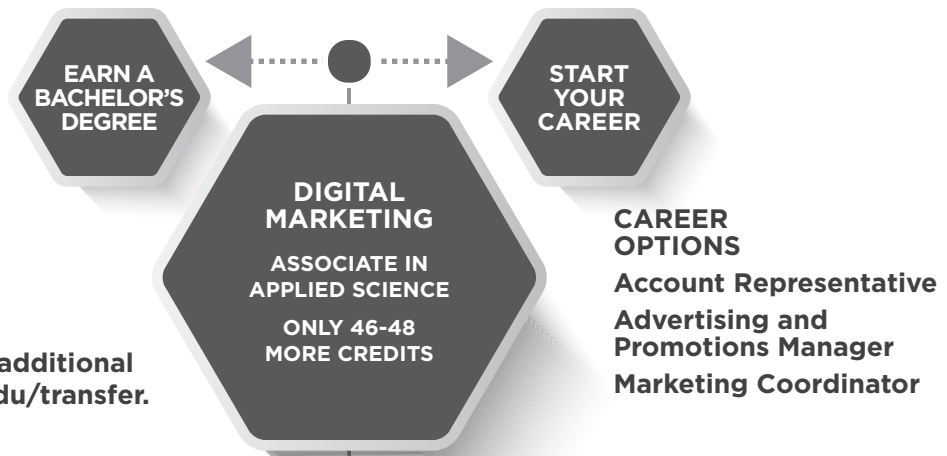 EARN A
BACHELOR'S
DEGREE
START
YOUR
CAREER
DIGITAL
MARKETING
ASSOCIATE IN
APPLIED SCIENCE
ONLY 46-48
MORE CREDITS
additional
du/transfer.
CAREER
OPTIONS
Account Representative
Advertising and
Promotions Manager
Marketing Coordinator